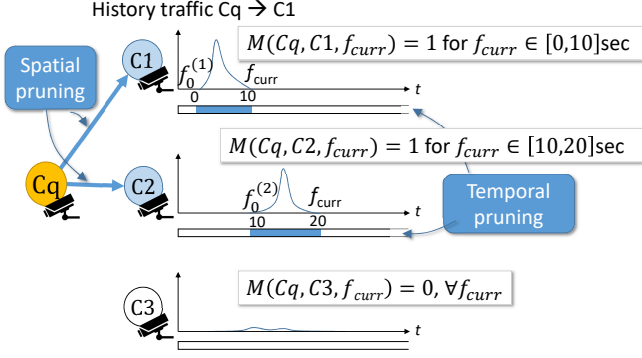 History traffic Cq → C1
C1
M(Cq, C1, f_curr) = 1 for f_curr ∈ [0,10]sec
Spatial
pruning
f_0^(1)
f_curr
t
0
10
M(Cq, C2, f_curr) = 1 for f_curr ∈ [10,20]sec
Cq
C2
f_0^(2)
f_curr
t
10
20
Temporal
pruning
C3
M(Cq, C3, f_curr) = 0, ∀f_curr
t